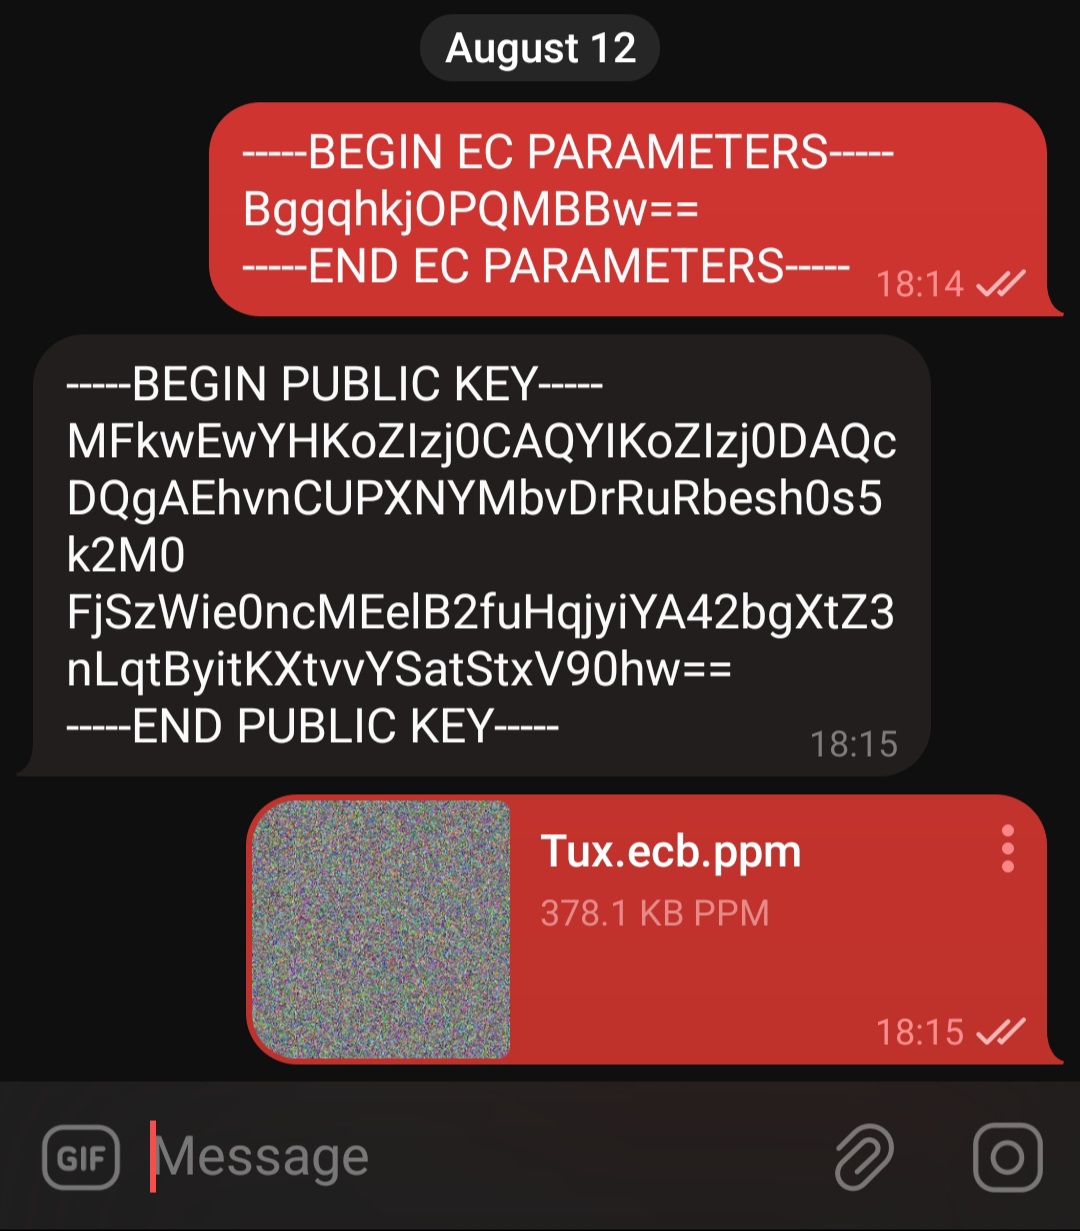 August 12
-----BEGIN EC PARAMETERS-----
BggqhkjOPQMBBw==
-----END EC PARAMETERS-----
18:14
-----BEGIN PUBLIC KEY-----
MFkwEwYHKoZIzj0CAQYIKoZIzj0DAQc
DQgAEhvnCUPXNYMbvDrRuRbesh0s5
k2M0
FjSzWie0ncMEelB2fuHqjyiYA42bgXtZ3
nLqtByitKXtvvYSatStxV90hw==
-----END PUBLIC KEY-----
18:15
Tux.ecb.ppm
378.1 KB PPM
18:15
GIF
Message